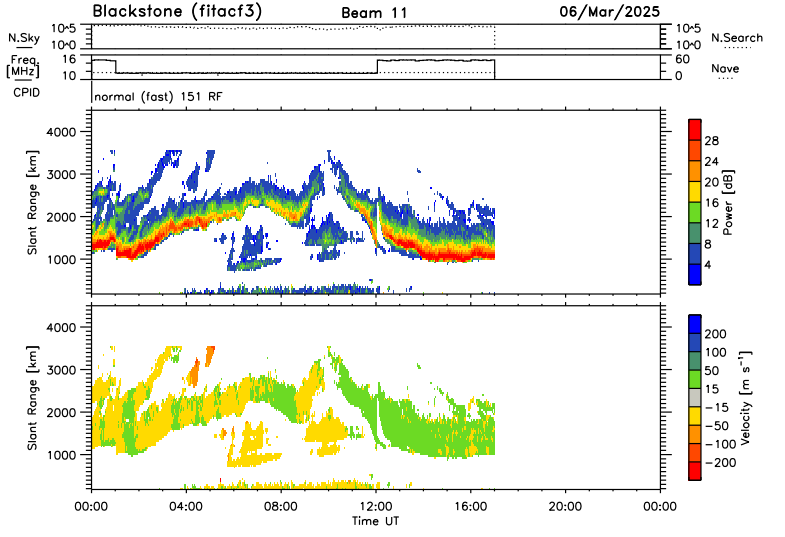 Blackstone (fitacf3) Beam 11 06/Mar/2025
N.Sky 10^5 10^0 10^5 10^0 N.Search
Freq. [MHz] 16 10 60 0 Nave
CPID normal (fast) 151 RF
Slant Range [km] 4000 3000 2000 1000
28 24 20 16 12 8 4 Power [dB]
Slant Range [km] 4000 3000 2000 1000
200 100 50 15 −15 −50 −100 −200 Velocity [m s⁻¹]
00:00 04:00 08:00 12:00 16:00 20:00 00:00
Time UT